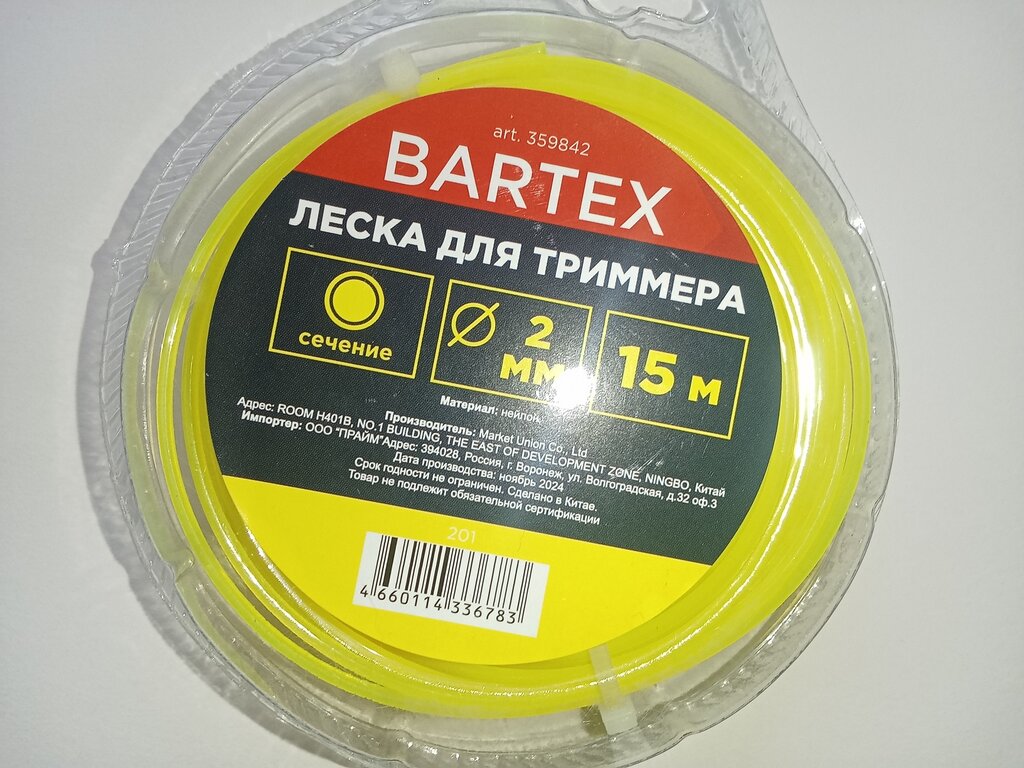 art. 359842
BARTEX
ЛЕСКА ДЛЯ ТРИММЕРА
сечение
Ø 2 мм
15 м
Материал: нейлон
Производитель: Market Union Co., Ltd
Адрес: ROOM H401B, NO.1 BUILDING, THE EAST OF DEVELOPMENT ZONE, NINGBO, Китай
Импортер: ООО "ПРАЙМ"Адрес: 394028, Россия, г. Воронеж, ул. Волгоградская, д.32 оф.3
Дата производства: ноябрь 2024
Срок годности не ограничен. Сделано в Китае.
Товар не подлежит обязательной сертификации
201
4 660114 336783